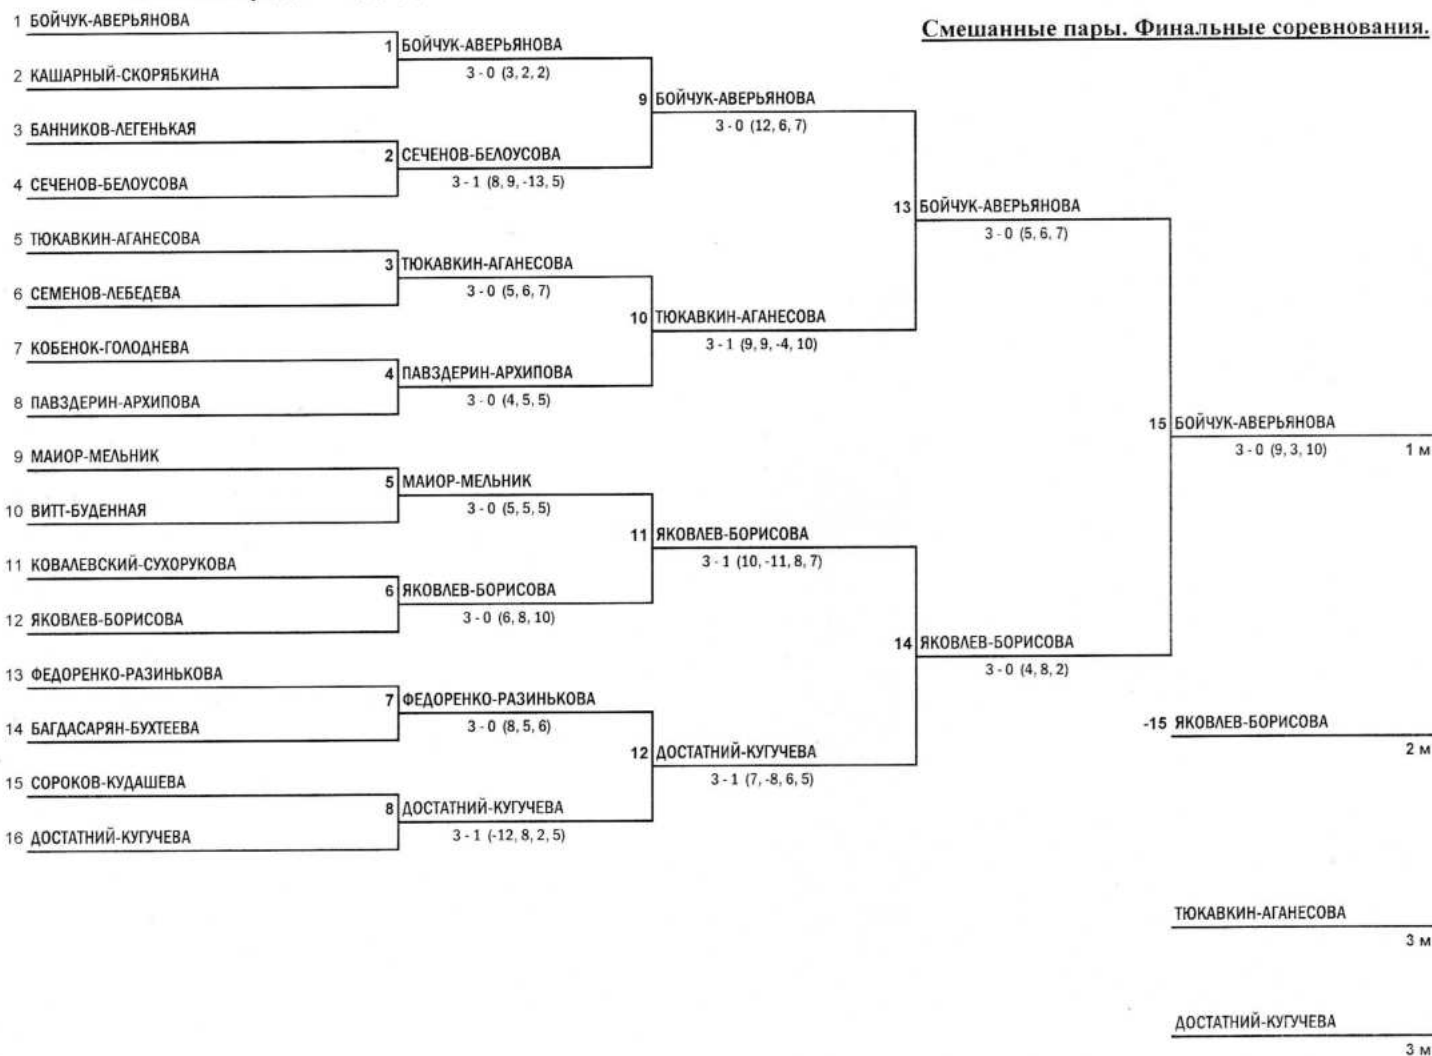 Смешанные пары. Финальные соревнования.
1 БОЙЧУК-АВЕРЬЯНОВА
1 БОЙЧУК-АВЕРЬЯНОВА
3 - 0 (3, 2, 2)
2 КАШАРНЫЙ-СКОРЯБКИНА
9 БОЙЧУК-АВЕРЬЯНОВА
3 - 0 (12, 6, 7)
3 БАННИКОВ-ЛЕГЕНЬКАЯ
2 СЕЧЕНОВ-БЕЛОУСОВА
3 - 1 (8, 9, -13, 5)
4 СЕЧЕНОВ-БЕЛОУСОВА
13 БОЙЧУК-АВЕРЬЯНОВА
3 - 0 (5, 6, 7)
5 ТЮКАВКИН-АГАНЕСОВА
3 ТЮКАВКИН-АГАНЕСОВА
3 - 0 (5, 6, 7)
6 СЕМЕНОВ-ЛЕБЕДЕВА
10 ТЮКАВКИН-АГАНЕСОВА
3 - 1 (9, 9, -4, 10)
7 КОБЕНОК-ГОЛОДНЕВА
4 ПАВЗДЕРИН-АРХИПОВА
3 - 0 (4, 5, 5)
8 ПАВЗДЕРИН-АРХИПОВА
15 БОЙЧУК-АВЕРЬЯНОВА
3 - 0 (9, 3, 10) 1 м
9 МАИОР-МЕЛЬНИК
5 МАИОР-МЕЛЬНИК
3 - 0 (5, 5, 5)
10 ВИТТ-БУДЕННАЯ
11 ЯКОВЛЕВ-БОРИСОВА
3 - 1 (10, -11, 8, 7)
11 КОВАЛЕВСКИЙ-СУХОРУКОВА
6 ЯКОВЛЕВ-БОРИСОВА
3 - 0 (6, 8, 10)
12 ЯКОВЛЕВ-БОРИСОВА
14 ЯКОВЛЕВ-БОРИСОВА
3 - 0 (4, 8, 2)
13 ФЕДОРЕНКО-РАЗИНЬКОВА
7 ФЕДОРЕНКО-РАЗИНЬКОВА
3 - 0 (8, 5, 6)
14 БАГДАСАРЯН-БУХТЕЕВА
-15 ЯКОВЛЕВ-БОРИСОВА
2 м
12 ДОСТАТНИЙ-КУГУЧЕВА
3 - 1 (7, -8, 6, 5)
15 СОРОКОВ-КУДАШЕВА
8 ДОСТАТНИЙ-КУГУЧЕВА
3 - 1 (-12, 8, 2, 5)
16 ДОСТАТНИЙ-КУГУЧЕВА
ТЮКАВКИН-АГАНЕСОВА
3 м
ДОСТАТНИЙ-КУГУЧЕВА
3 м